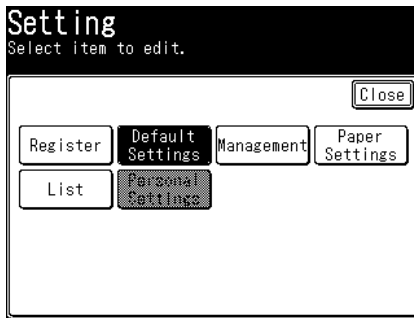 Setting
Select item to edit.
Close
Register
Default
Settings
Management
Paper
Settings
List
Personal
Settings